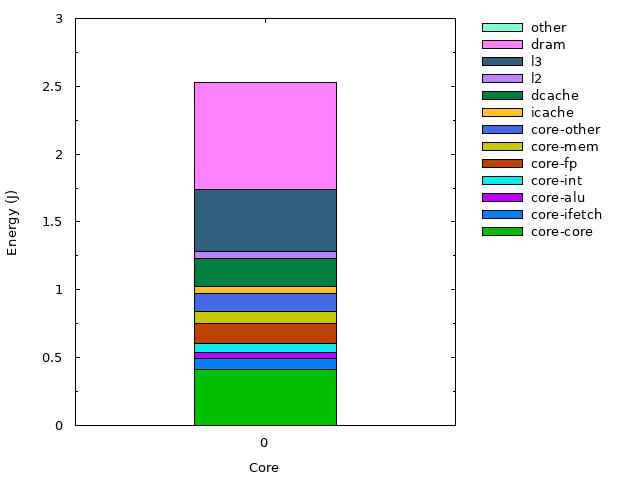 3
2.5
2
1.5
1
0.5
0
Energy (J)
0
Core
other
dram
l3
l2
dcache
icache
core-other
core-mem
core-fp
core-int
core-alu
core-ifetch
core-core